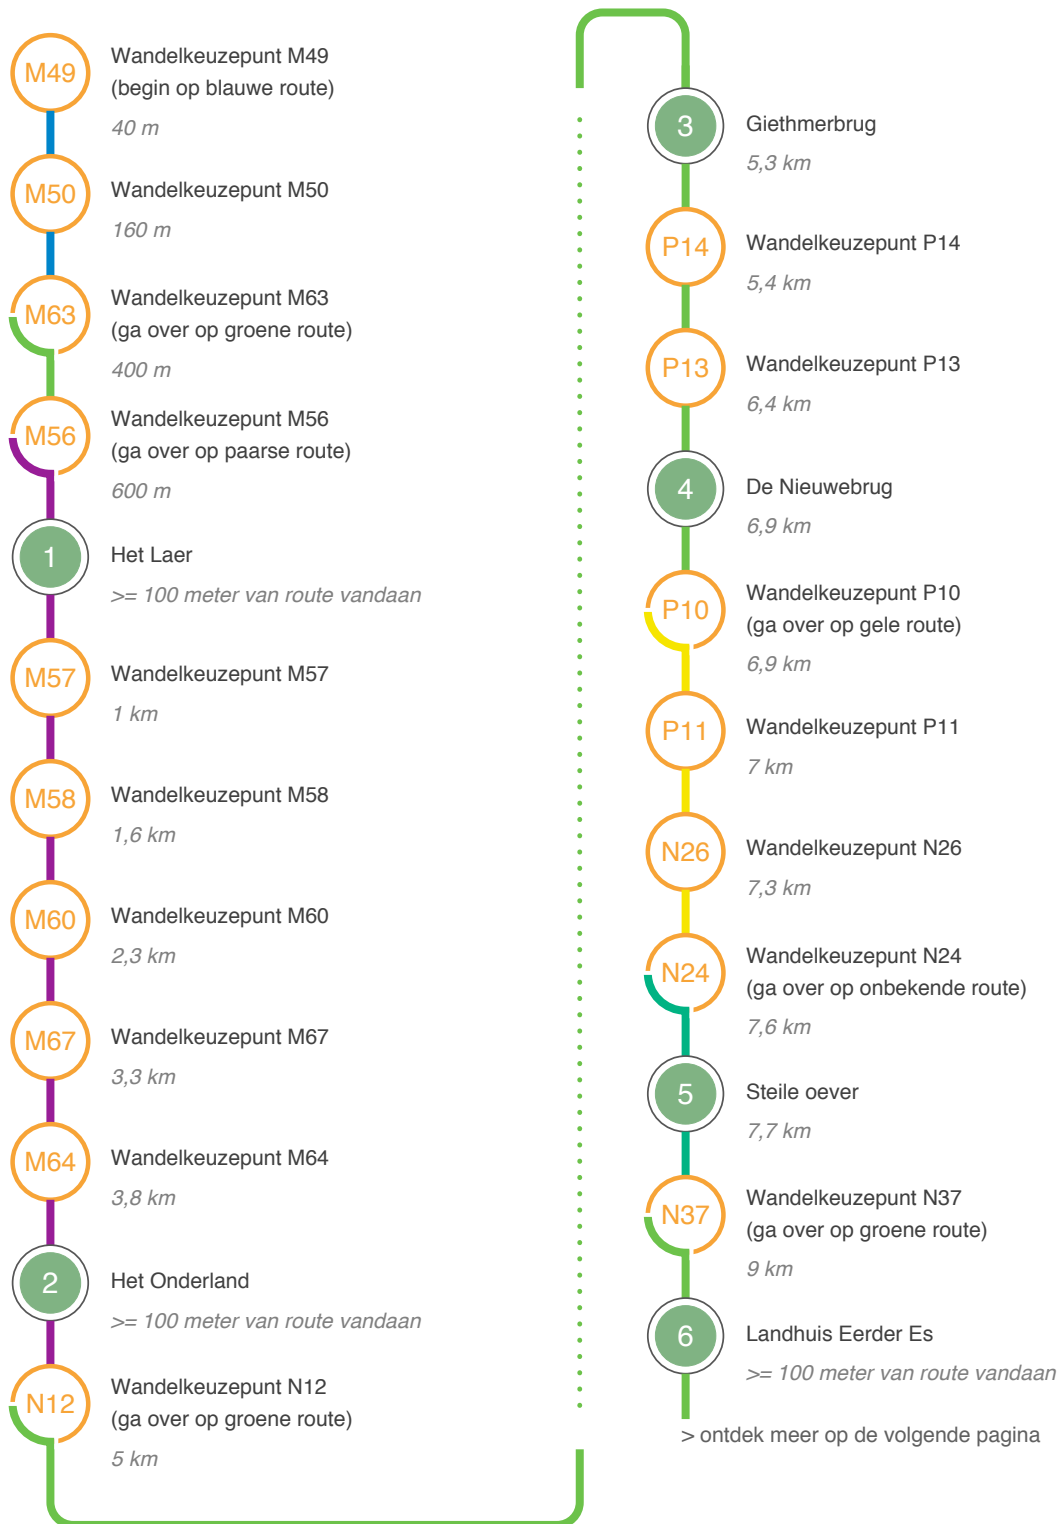 M49
Wandelkeuzepunt M49
(begin op blauwe route)
40 m
M50
Wandelkeuzepunt M50
160 m
M63
Wandelkeuzepunt M63
(ga over op groene route)
400 m
M56
Wandelkeuzepunt M56
(ga over op paarse route)
600 m
1
Het Laer
>= 100 meter van route vandaan
M57
Wandelkeuzepunt M57
1 km
M58
Wandelkeuzepunt M58
1,6 km
M60
Wandelkeuzepunt M60
2,3 km
M67
Wandelkeuzepunt M67
3,3 km
M64
Wandelkeuzepunt M64
3,8 km
2
Het Onderland
>= 100 meter van route vandaan
N12
Wandelkeuzepunt N12
(ga over op groene route)
5 km
3
Giethmerbrug
5,3 km
P14
Wandelkeuzepunt P14
5,4 km
P13
Wandelkeuzepunt P13
6,4 km
4
De Nieuwebrug
6,9 km
P10
Wandelkeuzepunt P10
(ga over op gele route)
6,9 km
P11
Wandelkeuzepunt P11
7 km
N26
Wandelkeuzepunt N26
7,3 km
N24
Wandelkeuzepunt N24
(ga over op onbekende route)
7,6 km
5
Steile oever
7,7 km
N37
Wandelkeuzepunt N37
(ga over op groene route)
9 km
6
Landhuis Eerder Es
>= 100 meter van route vandaan
> ontdek meer op de volgende pagina